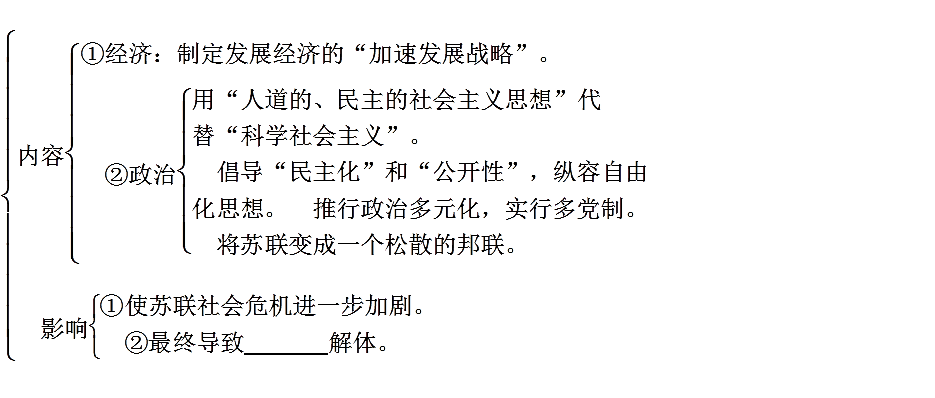 ①经济：制定发展经济的“加速发展战略”。
用“人道的、民主的社会主义思想”代
替“科学社会主义”。
内容
②政治
倡导“民主化”和“公开性”，纵容自由
化思想。 推行政治多元化，实行多党制。
将苏联变成一个松散的邦联。
①使苏联社会危机进一步加剧。
影响
②最终导致_______解体。